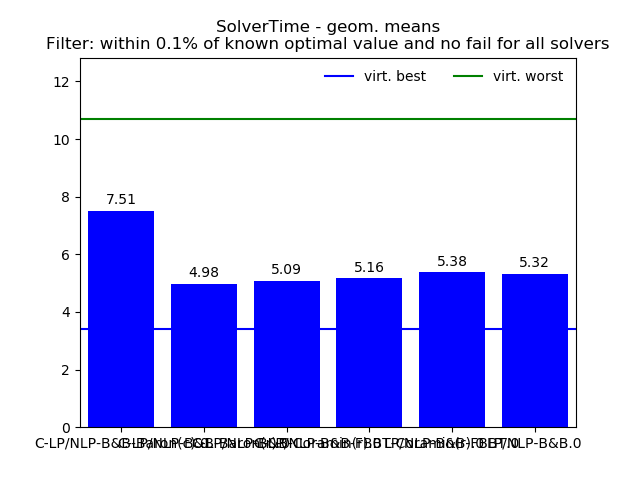 SolverTime - geom. means
Filter: within 0.1% of known optimal value and no fail for all solvers
virt. best
virt. worst
12
10
8
6
4
2
0
7.51
4.98
5.09
5.16
5.38
5.32
C-LP/NLP-B&B